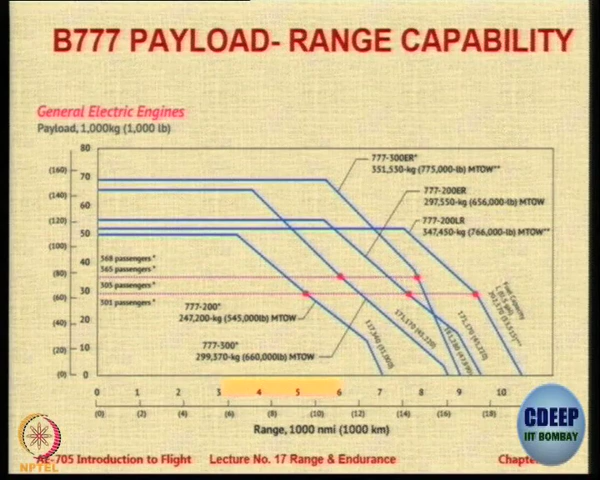 B777 PAYLOAD- RANGE CAPABILITY
General Electric Engines
Payload, 1,000kg (1,000 lb)
80
(160) 70
(140)
60
(120)
50
(100)
40
(80)
30
(60)
20
(40)
10
(20)
(0) 0
777-300ER*
351,530-kg (775,000-lb) MTOW**
777-200ER
297,550-kg (656,000-lb) MTOW
777-200LR
347,450-kg (766,000-lb) MTOW**
368 passengers*
365 passengers*
305 passengers*
301 passengers*
777-200*
247,200-kg (545,000lb) MTOW
777-300*
299,370-kg (660,000lb) MTOW
Fuel Capacity
0 1 2 3 4 5 6 7 8 9 10
(0) (2) (4) (6) (8) (10) (12) (14) (16) (18)
Range, 1000 nmi (1000 km)
CDEEP
IIT BOMBAY
NPTEL
AE-705 Introduction to Flight Lecture No. 17 Range & Endurance